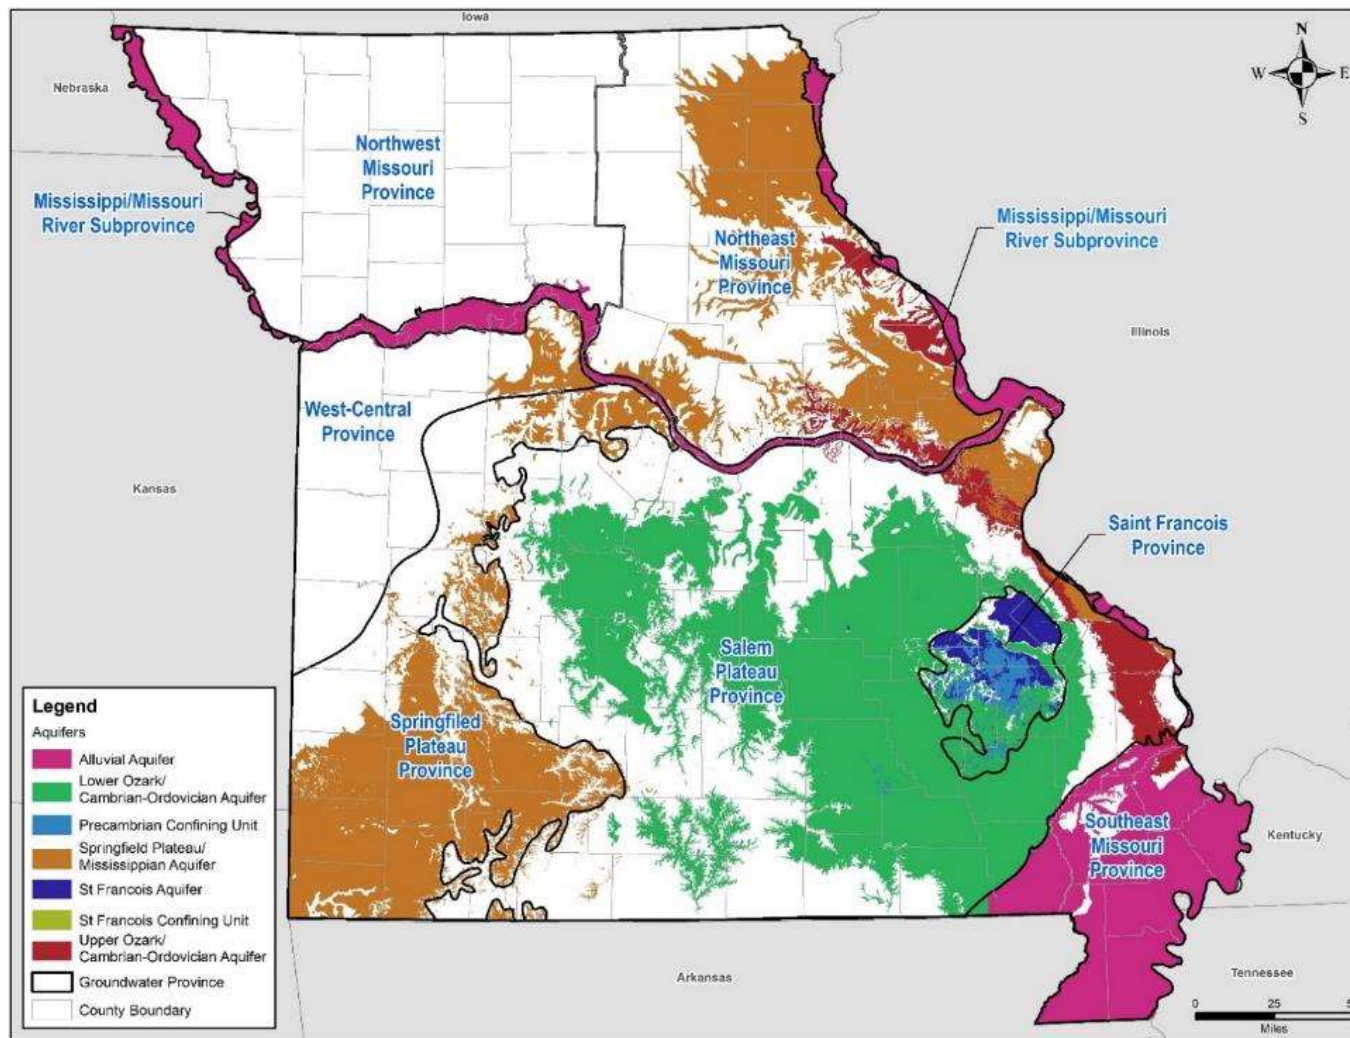 Iowa
Nebraska
Northwest
Missouri
Province
Mississippi/Missouri
River Subprovince
Northeast
Missouri
Province
Mississippi/Missouri
River Subprovince
Illinois
West-Central
Province
Kansas
Saint Francois
Province
Salem
Plateau
Province
Springfiled
Plateau
Province
Southeast
Missouri
Province
Kentucky
Arkansas
Tennessee
N
W
E
S
Legend
Aquifers
Alluvial Aquifer
Lower Ozark/
Cambrian-Ordovician Aquifer
Precambrian Confining Unit
Springfield Plateau/
Mississippian Aquifer
St Francois Aquifer
St Francois Confining Unit
Upper Ozark/
Cambrian-Ordovician Aquifer
Groundwater Province
County Boundary
0 25
Miles